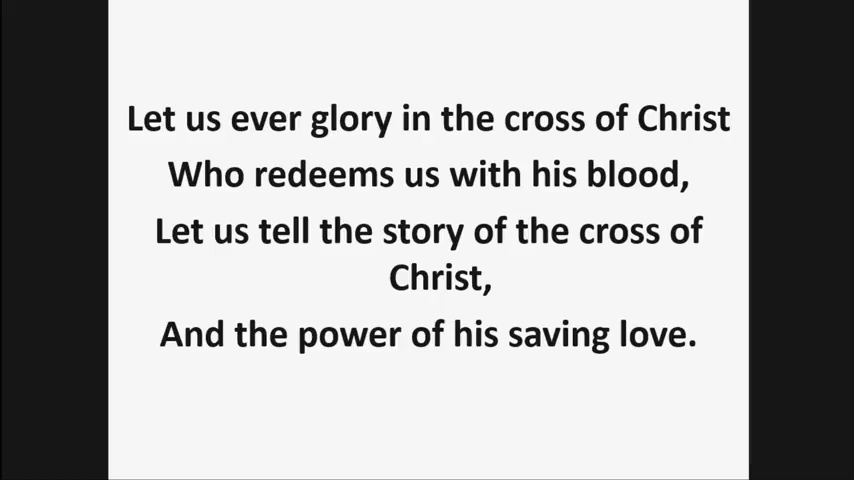 Let us ever glory in the cross of Christ
Who redeems us with his blood,
Let us tell the story of the cross of
Christ,
And the power of his saving love.